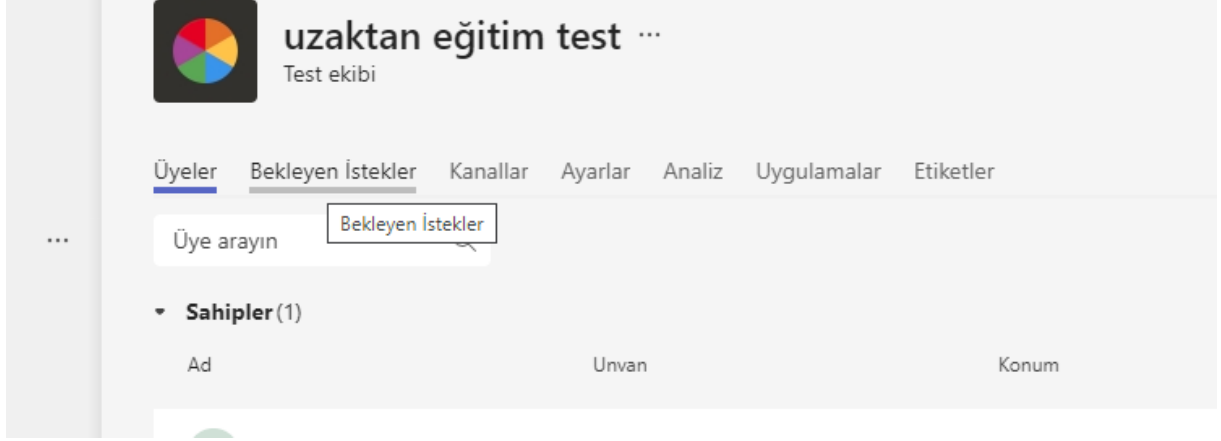 uzaktan eğitim test ...
Test ekibi
Üyeler Bekleyen İstekler Kanallar Ayarlar Analiz Uygulamalar Etiketler
Bekleyen İstekler
Üye arayın
Sahipler (1)
Ad Unvan Konum